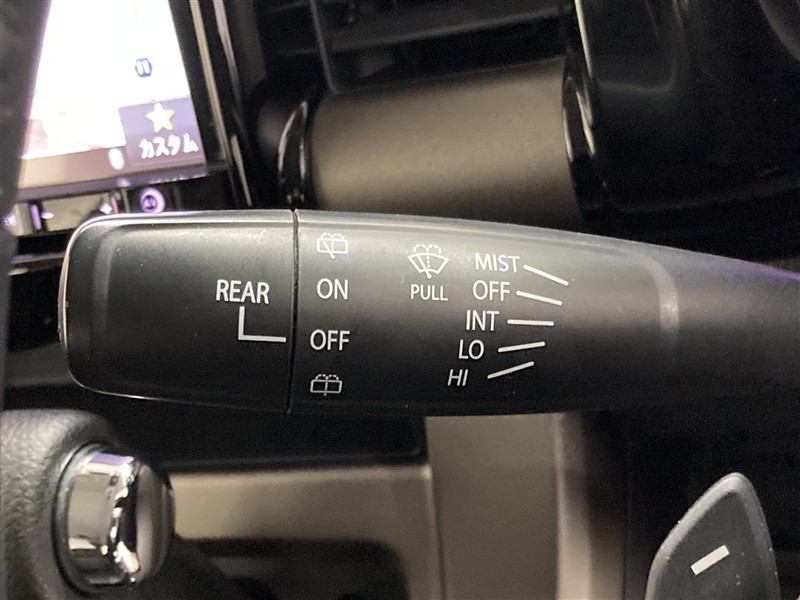 カスタム
REAR
ON
OFF
PULL
MIST
OFF
INT
LO
HI